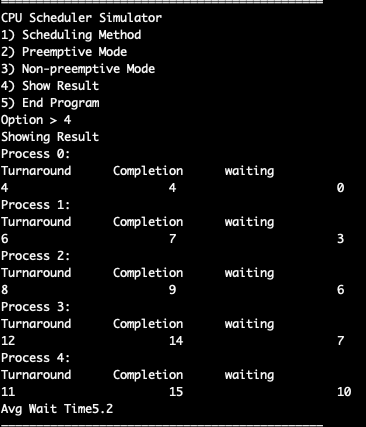 CPU Scheduler Simulator
1) Scheduling Method
2) Preemptive Mode
3) Non-preemptive Mode
4) Show Result
5) End Program
Option > 4
Showing Result
Process 0:
Turnaround Completion waiting
4 4 0
Process 1:
Turnaround Completion waiting
6 7 3
Process 2:
Turnaround Completion waiting
8 9 6
Process 3:
Turnaround Completion waiting
12 14 7
Process 4:
Turnaround Completion waiting
11 15 10
Avg Wait Time5.2